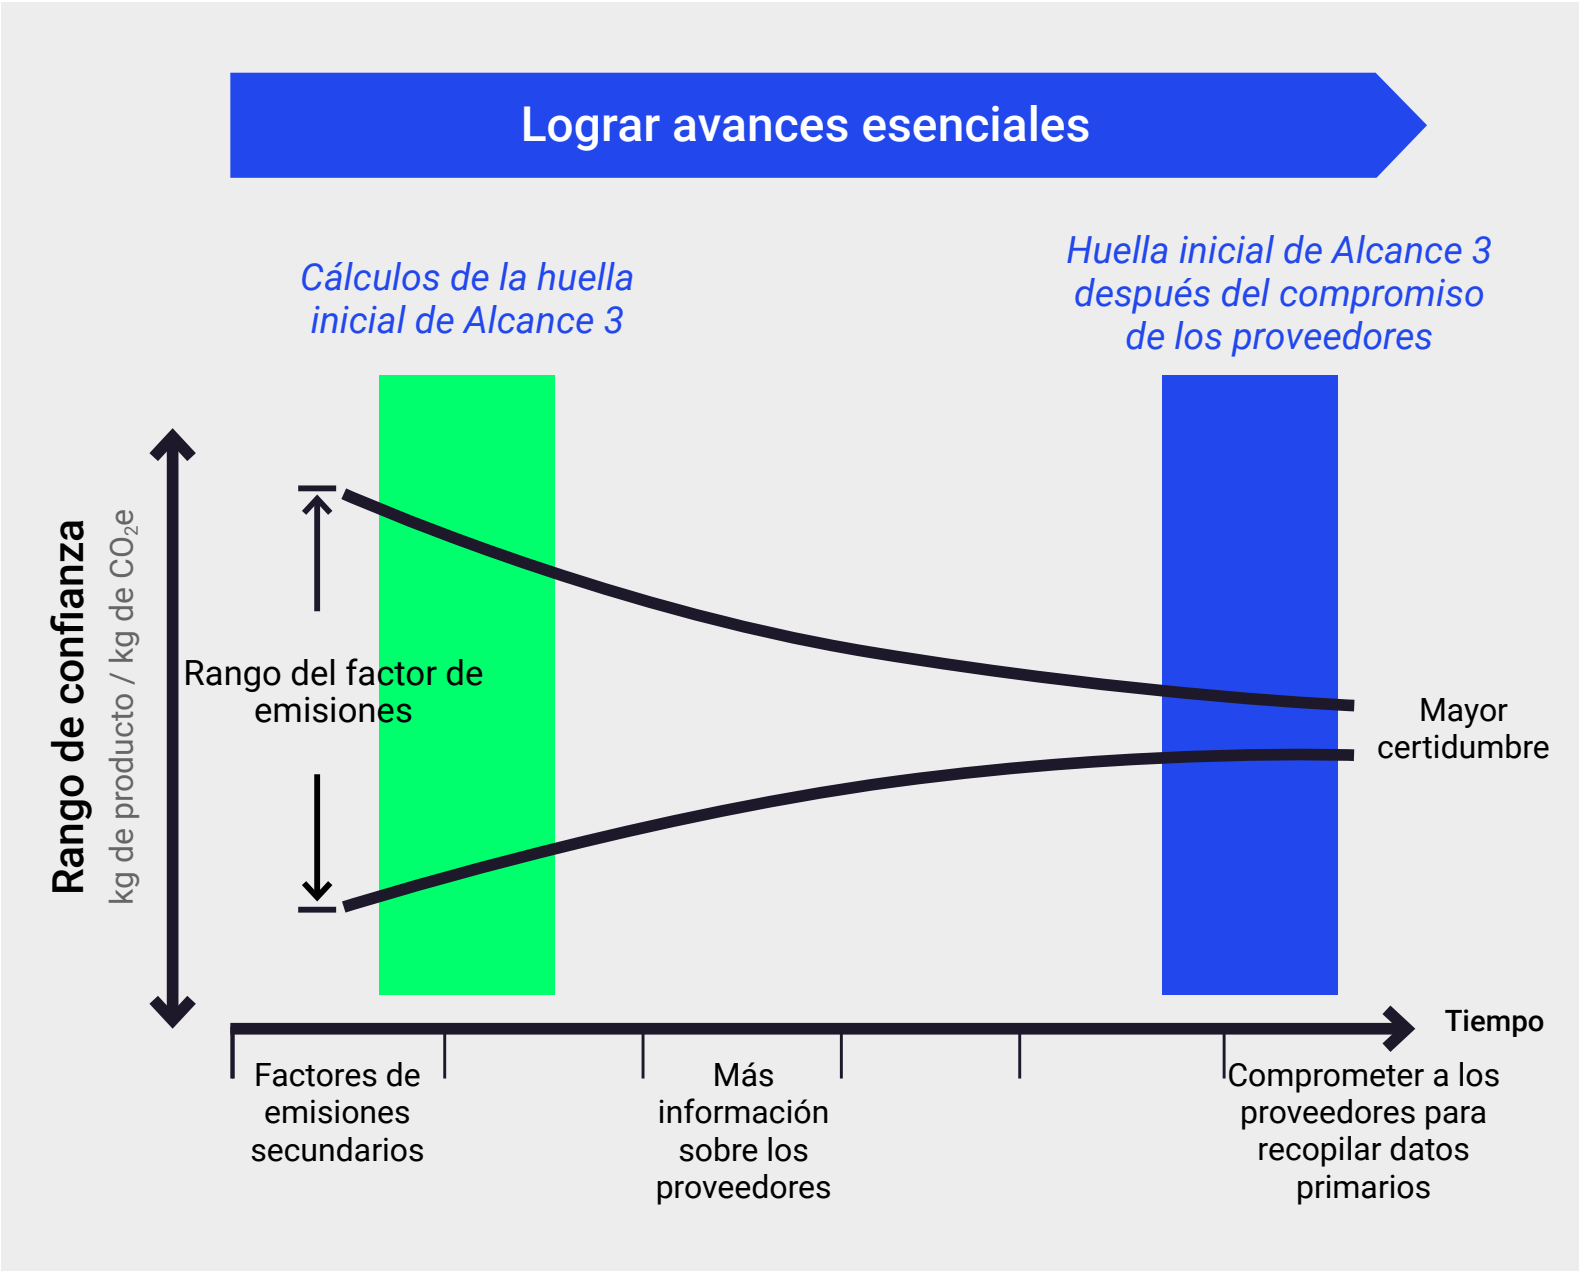 Lograr avances esenciales
Cálculos de la huella
inicial de Alcance 3
Huella inicial de Alcance 3
después del compromiso
de los proveedores
Rango de confianza
kg de producto / kg de CO₂e
Rango del factor de
emisiones
Mayor
certidumbre
Tiempo
Factores de
emisiones
secundarios
Más
información
sobre los
proveedores
Comprometer a los
proveedores para
recopilar datos
primarios